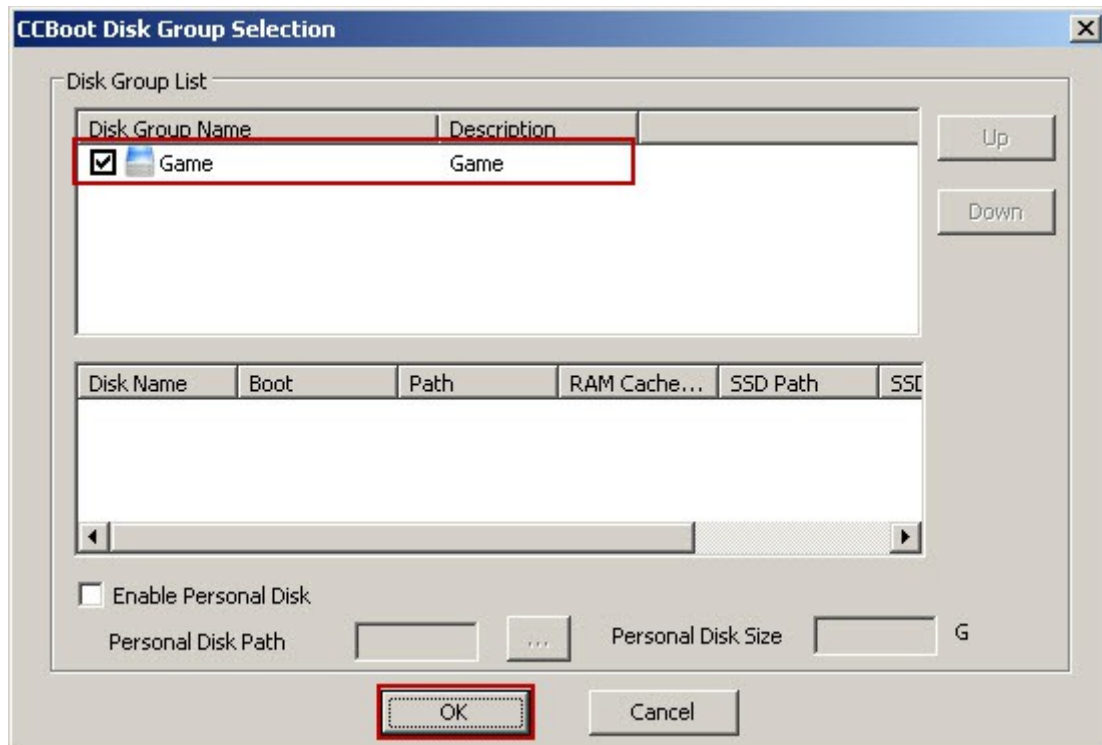 CCBoot Disk Group Selection
Disk Group List
Disk Group Name Description
Game Game
Up
Down
Disk Name Boot Path RAM Cache... SSD Path SSD
Enable Personal Disk
Personal Disk Path ... Personal Disk Size G
OK Cancel